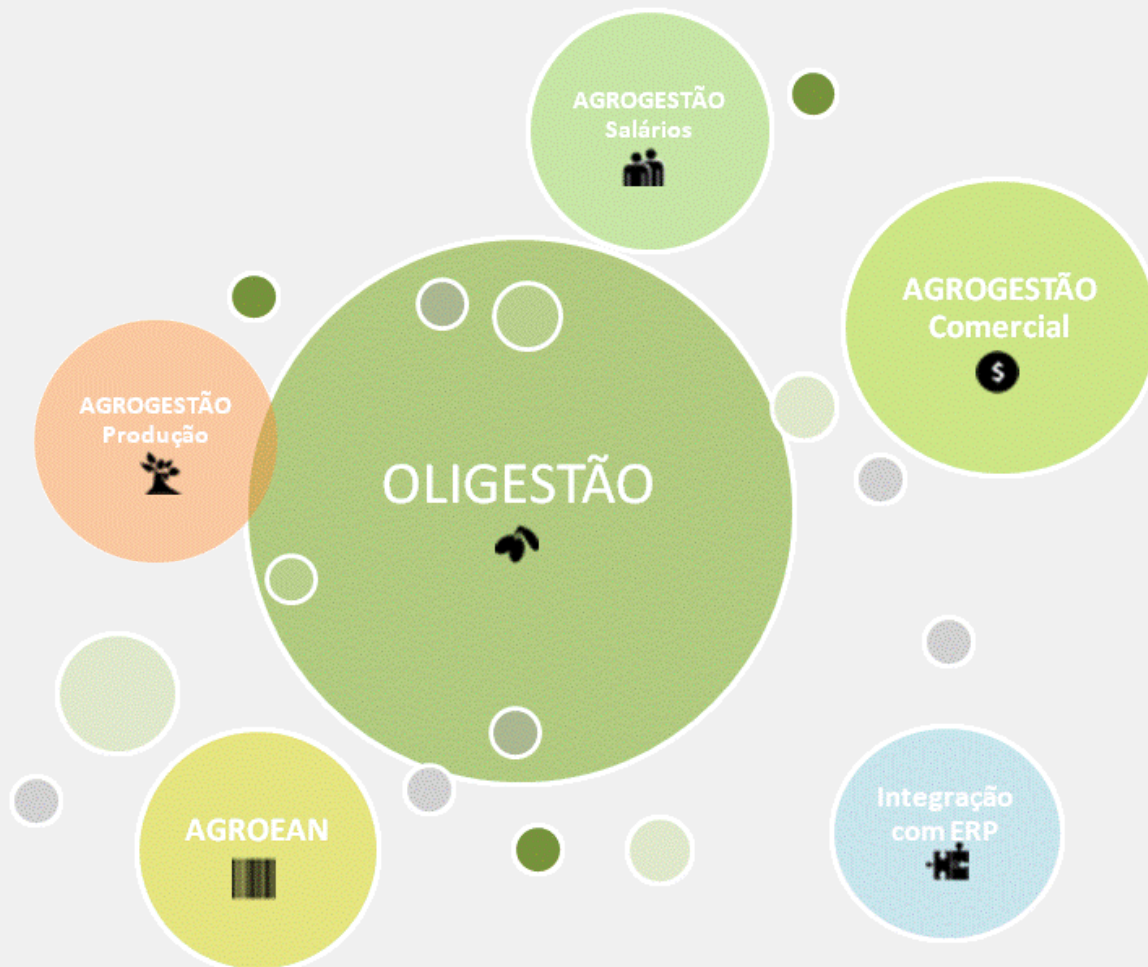 AGROGESTÃO
Salários
AGROGESTÃO
Comercial
$
AGROGESTÃO
Produção
OLIGESTÃO
AGROEAN
Integração
com ERP